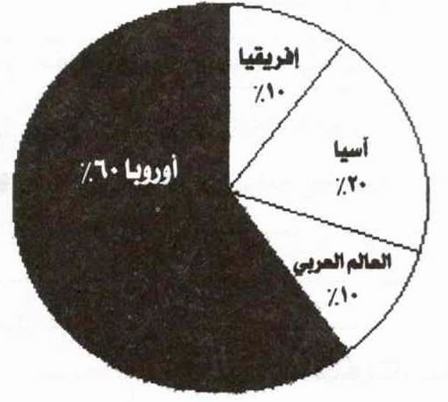 إفريقيا
٪١٠
آسيا
٪٢٠
العالم العربي
٪١٠
أوروبا ٦٠٪